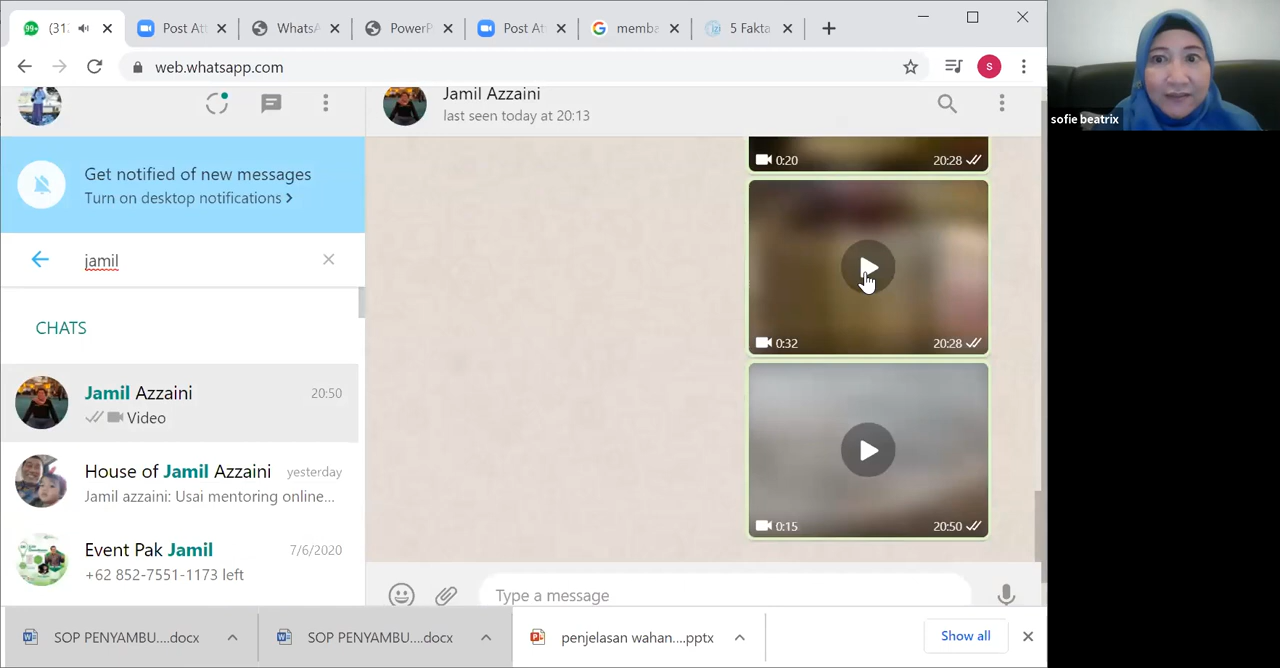 99+ (31 Post Att WhatsA PowerP Post Att memba 5 Fakta
web.whatsapp.com S
Jamil Azzaini
last seen today at 20:13
Get notified of new messages
Turn on desktop notifications >
jamil
CHATS
Jamil Azzaini 20:50
Video
House of Jamil Azzaini yesterday
Jamil azzaini: Usai mentoring online...
Event Pak Jamil 7/6/2020
+62 852-7551-1173 left
0:20 20:28
0:32 20:28
0:15 20:50
Type a message
SOP PENYAMBU....docx SOP PENYAMBU....docx penjelasan wahan....pptx Show all
sofie beatrix